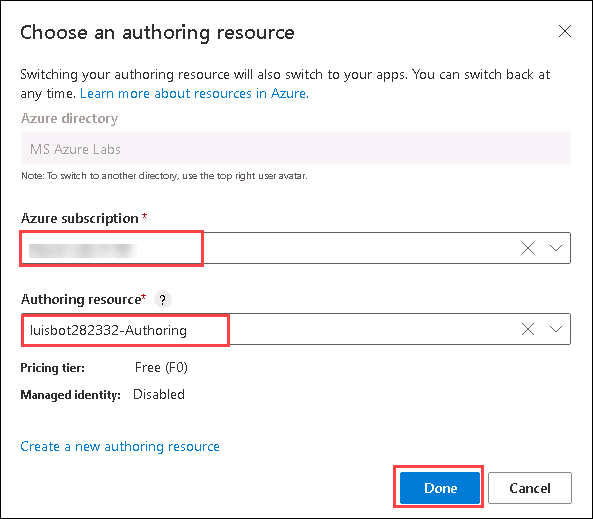 Choose an authoring resource
Switching your authoring resource will also switch to your apps. You can switch back at
any time. Learn more about resources in Azure.
Azure directory
MS Azure Labs
Note: To switch to another directory, use the top right user avatar.
Azure subscription *
Authoring resource* ?
luisbot282332-Authoring
Pricing tier: Free (F0)
Managed identity: Disabled
Create a new authoring resource
Done Cancel